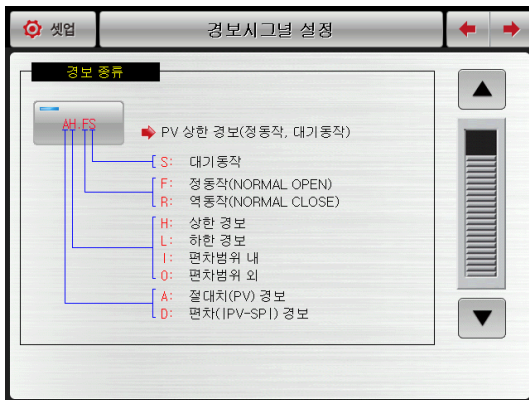 셋업
경보시그널 설정
경보 종류
AH.FS
PV 상한 경보(정동작, 대기동작)
S: 대기동작
F: 정동작(NORMAL OPEN)
R: 역동작(NORMAL CLOSE)
H: 상한 경보
L: 하한 경보
I: 편차범위 내
O: 편차범위 외
A: 절대치(PV) 경보
D: 편차(|PV-SP|) 경보